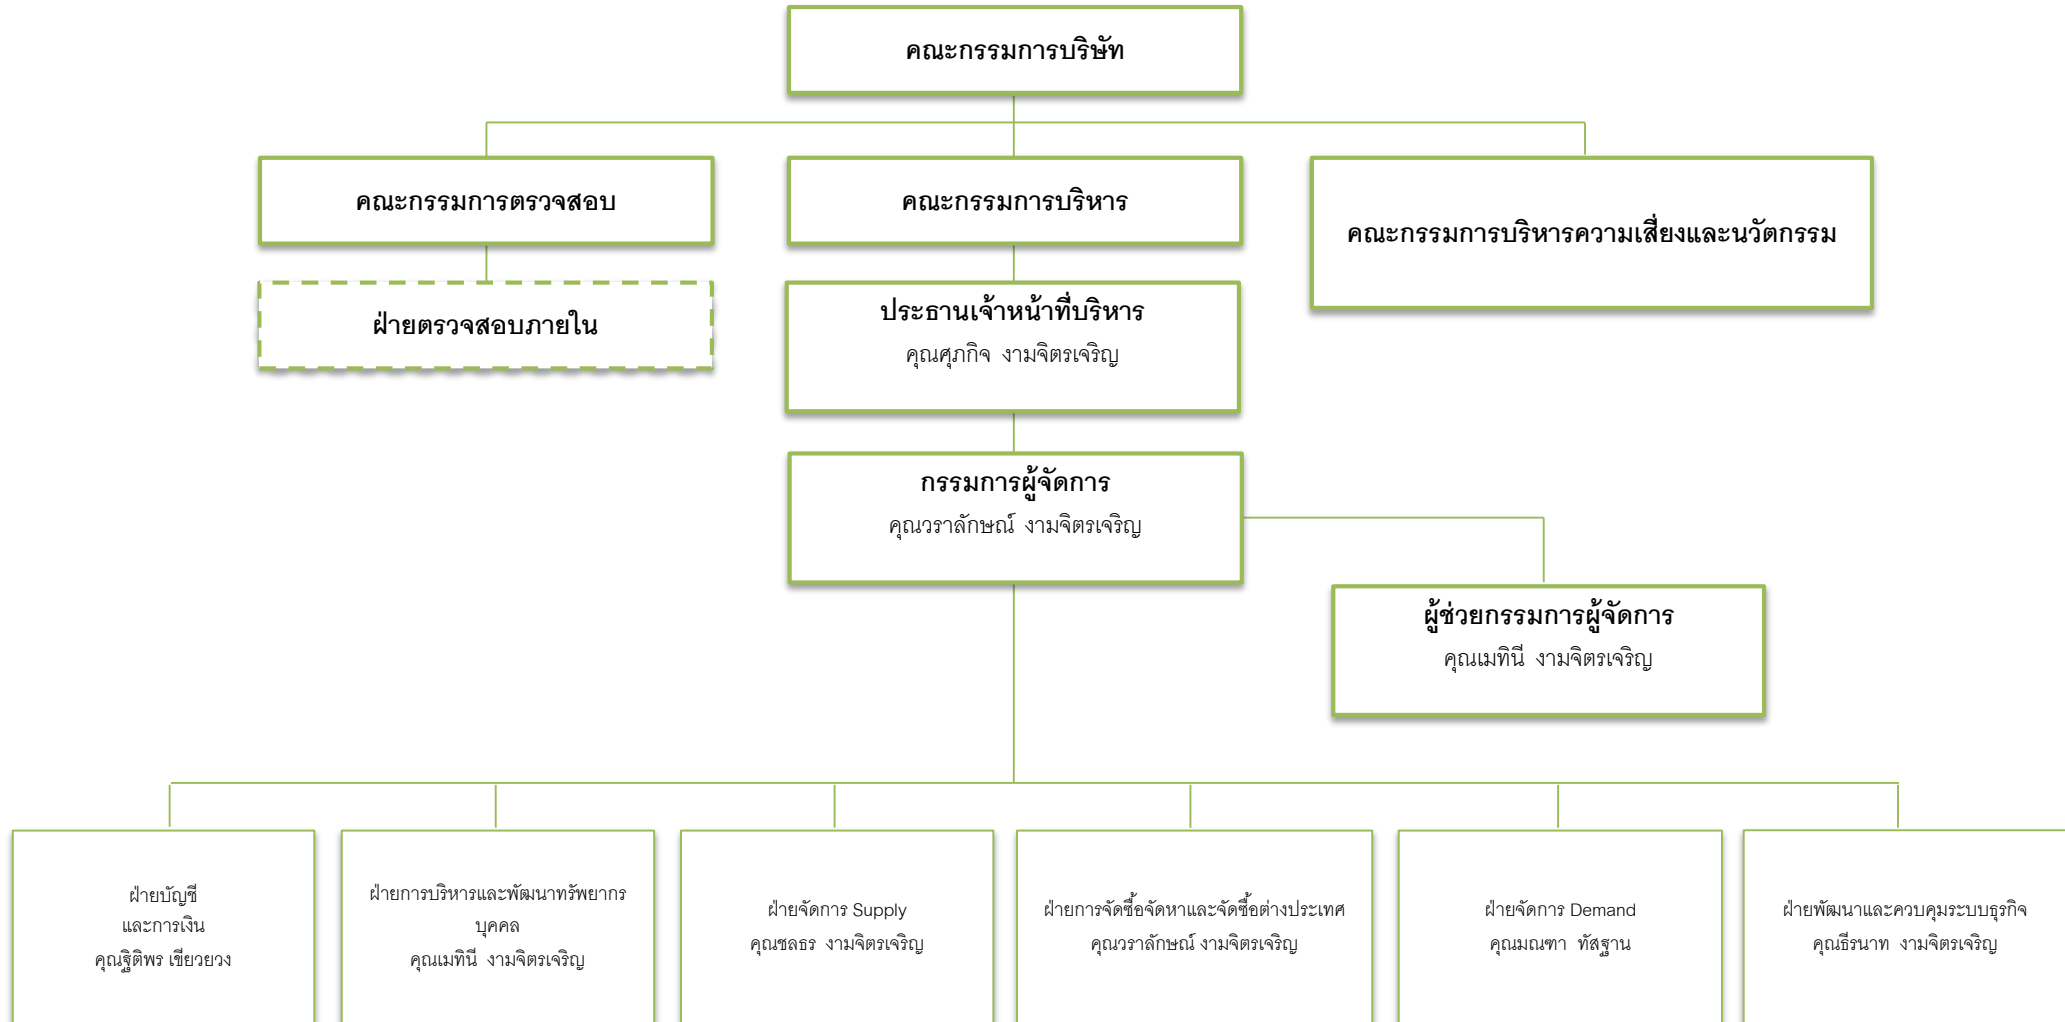 คณะกรรมการบริษัท
คณะกรรมการตรวจสอบ
คณะกรรมการบริหาร
คณะกรรมการบริหารความเสี่ยงและนวัตกรรม
ฝ่ายตรวจสอบภายใน
ประธานเจ้าหน้าที่บริหาร
คุณศุภกิจ งามจิตรเจริญ
กรรมการผู้จัดการ
คุณวราลักษณ์ งามจิตรเจริญ
ผู้ช่วยกรรมการผู้จัดการ
คุณเมทินี งามจิตรเจริญ
ฝ่ายบัญชี
และการเงิน
คุณฐิติพร เขียวยวง
ฝ่ายการบริหารและพัฒนาทรัพยากร
บุคคล
คุณเมทินี งามจิตรเจริญ
ฝ่ายจัดการ Supply
คุณชลธร งามจิตรเจริญ
ฝ่ายการจัดซื้อจัดหาและจัดซื้อต่างประเทศ
คุณวราลักษณ์ งามจิตรเจริญ
ฝ่ายจัดการ Demand
คุณมณฑา ทัสฐาน
ฝ่ายพัฒนาและควบคุมระบบธุรกิจ
คุณธีรนาท งามจิตรเจริญ